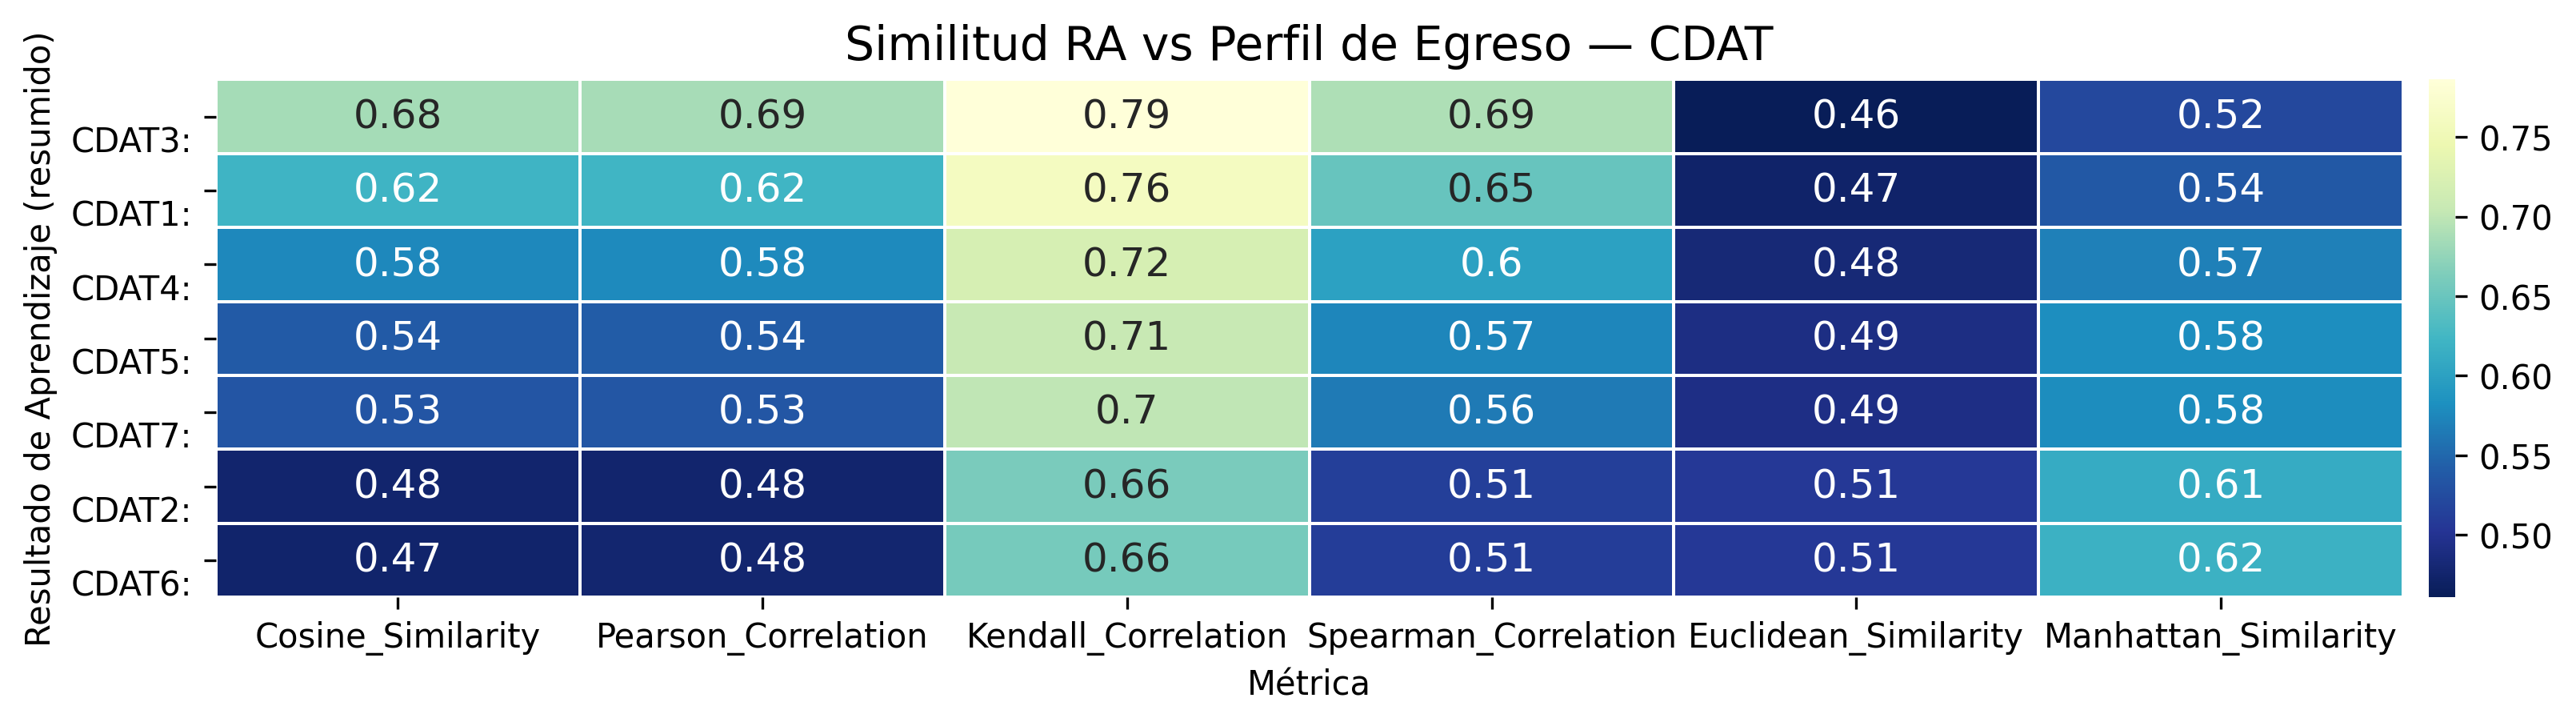 Similitud RA vs Perfil de Egreso — CDAT
Resultado de Aprendizaje (resumido)
CDAT3: 0.68 0.69 0.79 0.69 0.46 0.52
CDAT1: 0.62 0.62 0.76 0.65 0.47 0.54
CDAT4: 0.58 0.58 0.72 0.6 0.48 0.57
CDAT5: 0.54 0.54 0.71 0.57 0.49 0.58
CDAT7: 0.53 0.53 0.7 0.56 0.49 0.58
CDAT2: 0.48 0.48 0.66 0.51 0.51 0.61
CDAT6: 0.47 0.48 0.66 0.51 0.51 0.62
Cosine_Similarity Pearson_Correlation Kendall_Correlation Spearman_Correlation Euclidean_Similarity Manhattan_Similarity
Métrica
0.75
0.70
0.65
0.60
0.55
0.50